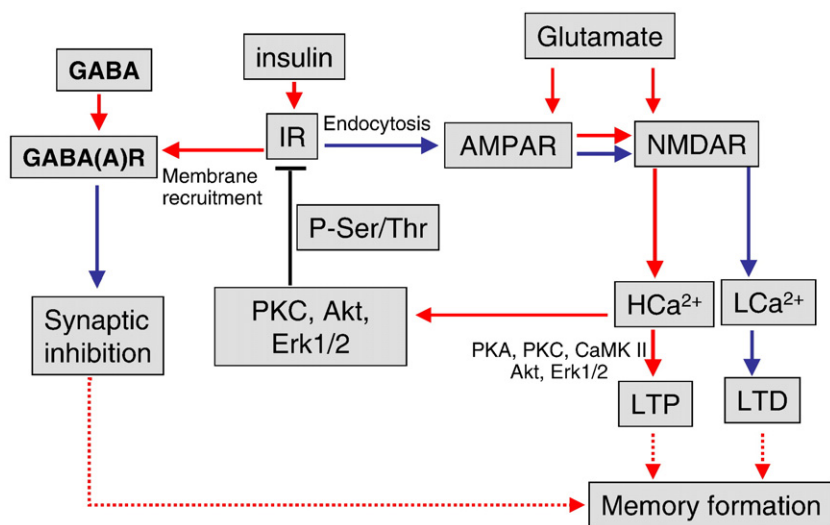 Glutamate
insulin
GABA
Endocytosis
IR
AMPAR
NMDAR
GABA(A)R
Membrane
recruitment
P-Ser/Thr
HCa²⁺
LCa²⁺
PKC, Akt,
Erk1/2
Synaptic
inhibition
PKA, PKC, CaMK II
Akt, Erk1/2
LTP
LTD
Memory formation